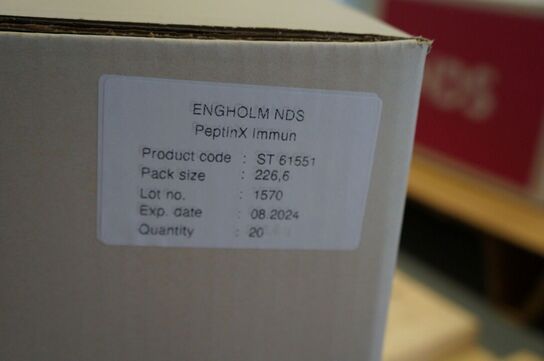 ENGHOLM NDS
PeptinX Immun
Product code : ST 61551
Pack size : 226,6
Lot no. : 1570
Exp. date : 08.2024
Quantity : 20
NDS